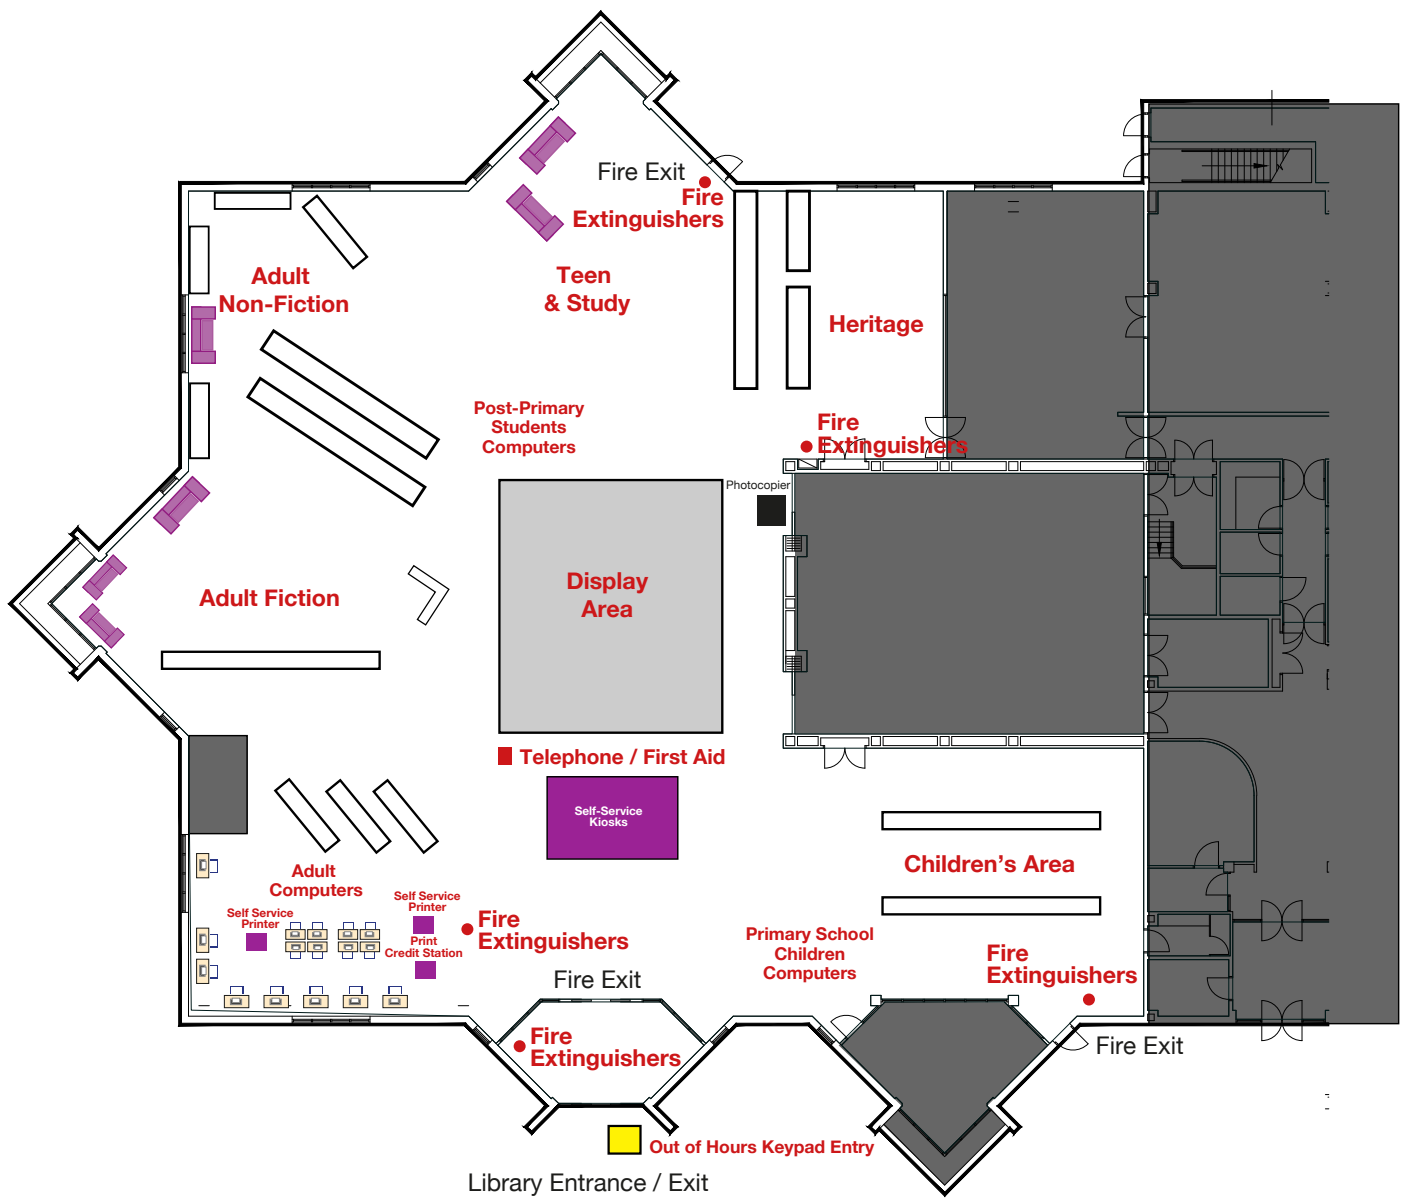 Fire Exit
Fire
Extinguishers
Adult
Non-Fiction
Teen
& Study
Heritage
Post-Primary
Students
Computers
Fire
Extinguishers
Photocopier
Adult Fiction
Display
Area
Telephone / First Aid
Self-Service
Kiosks
Children’s Area
Adult
Computers
Self Service
Printer
Self Service
Printer
Print
Credit Station
Fire
Extinguishers
Primary School
Children
Computers
Fire
Extinguishers
Fire Exit
Fire
Extinguishers
Fire Exit
Out of Hours Keypad Entry
Library Entrance / Exit